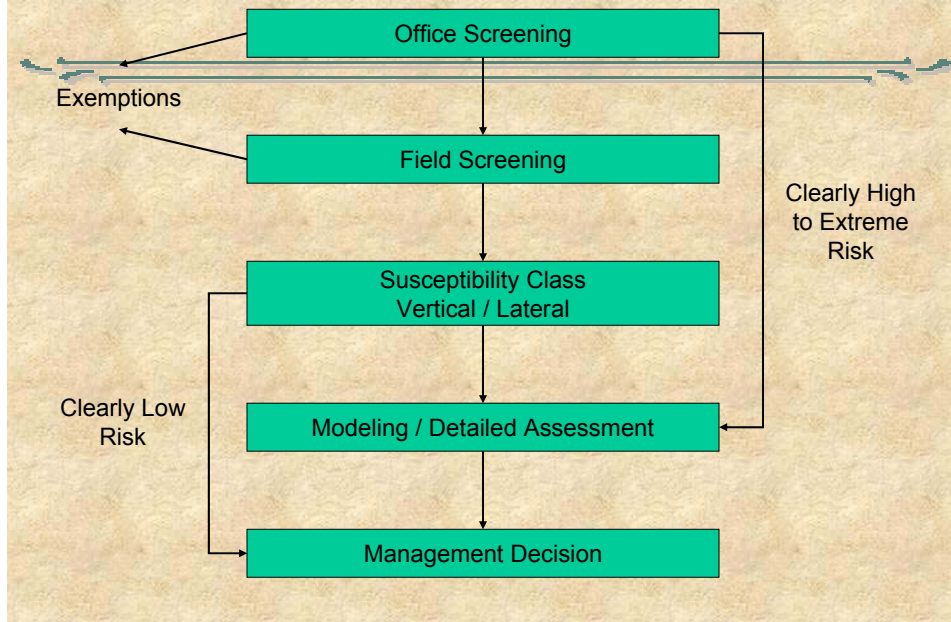 Office Screening
Exemptions
Field Screening
Clearly High
to Extreme
Risk
Susceptibility Class
Vertical / Lateral
Clearly Low
Risk
Modeling / Detailed Assessment
Management Decision